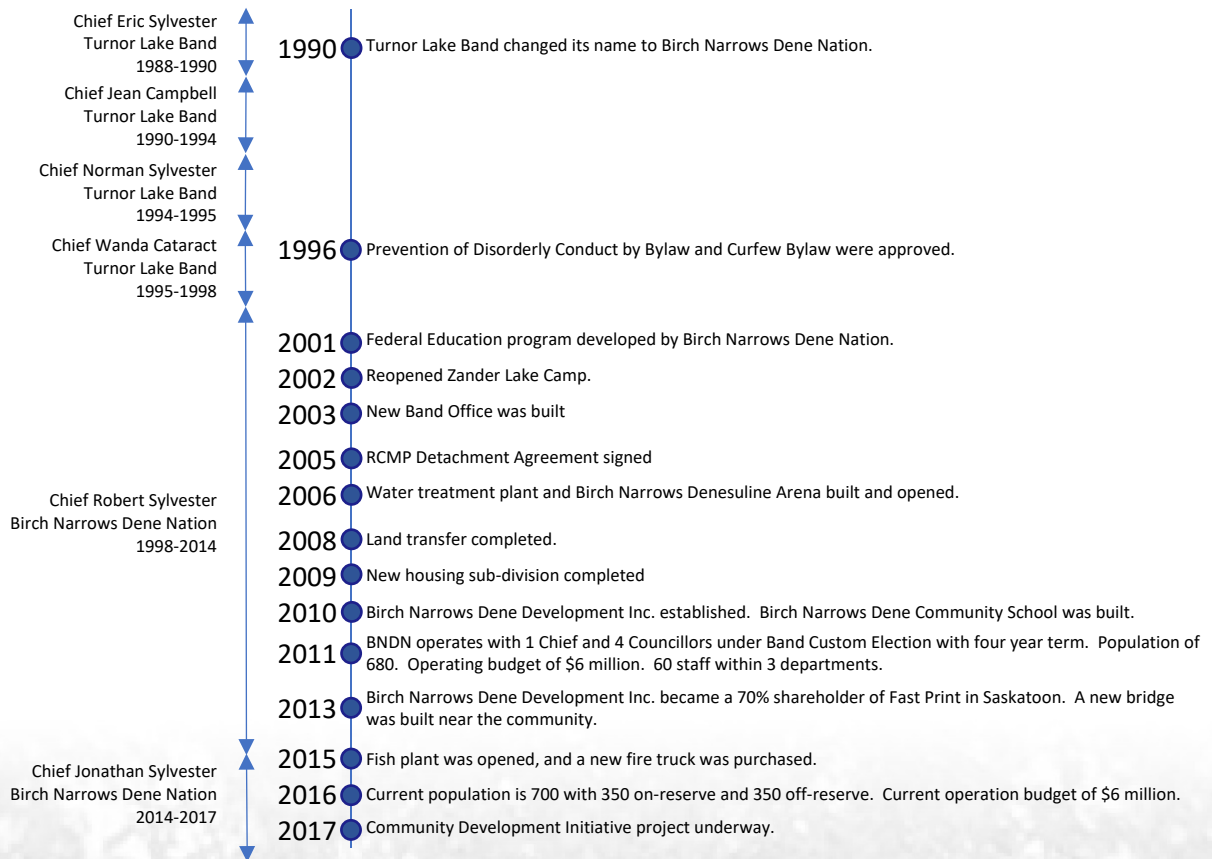 Chief Eric Sylvester
Turnor Lake Band
1988-1990
Chief Jean Campbell
Turnor Lake Band
1990-1994
Chief Norman Sylvester
Turnor Lake Band
1994-1995
Chief Wanda Cataract
Turnor Lake Band
1995-1998
Chief Robert Sylvester
Birch Narrows Dene Nation
1998-2014
Chief Jonathan Sylvester
Birch Narrows Dene Nation
2014-2017
1990 Turnor Lake Band changed its name to Birch Narrows Dene Nation.
1996 Prevention of Disorderly Conduct by Bylaw and Curfew Bylaw were approved.
2001 Federal Education program developed by Birch Narrows Dene Nation.
2002 Reopened Zander Lake Camp.
2003 New Band Office was built
2005 RCMP Detachment Agreement signed
2006 Water treatment plant and Birch Narrows Denesuline Arena built and opened.
2008 Land transfer completed.
2009 New housing sub-division completed
2010 Birch Narrows Dene Development Inc. established. Birch Narrows Dene Community School was built.
2011 BNDN operates with 1 Chief and 4 Councillors under Band Custom Election with four year term. Population of
680. Operating budget of $6 million. 60 staff within 3 departments.
2013 Birch Narrows Dene Development Inc. became a 70% shareholder of Fast Print in Saskatoon. A new bridge
was built near the community.
2015 Fish plant was opened, and a new fire truck was purchased.
2016 Current population is 700 with 350 on-reserve and 350 off-reserve. Current operation budget of $6 million.
2017 Community Development Initiative project underway.